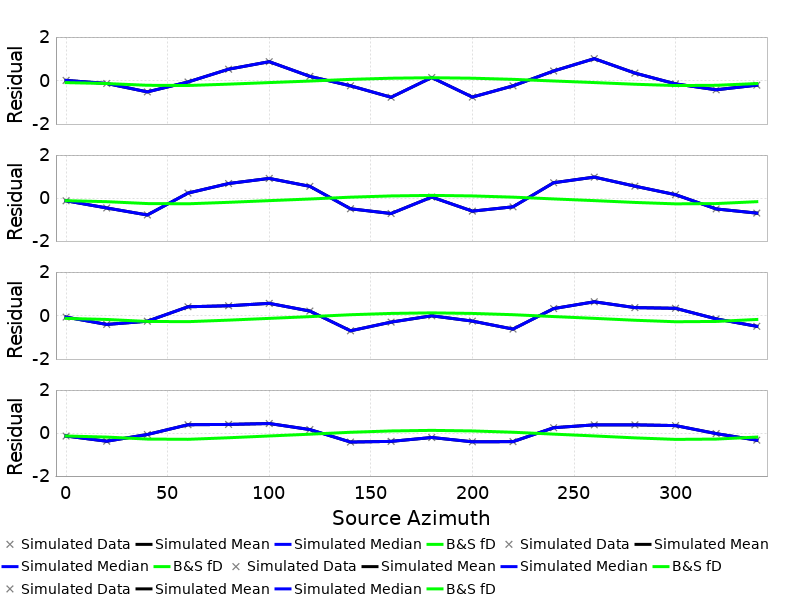 2
0
-2
Residual
2
0
-2
Residual
2
0
-2
Residual
2
0
-2
Residual
0 50 100 150 200 250 300
Source Azimuth
× Simulated Data Simulated Mean Simulated Median B&S fD × Simulated Data Simulated Mean
Simulated Median B&S fD × Simulated Data Simulated Mean Simulated Median B&S fD
× Simulated Data Simulated Mean Simulated Median B&S fD